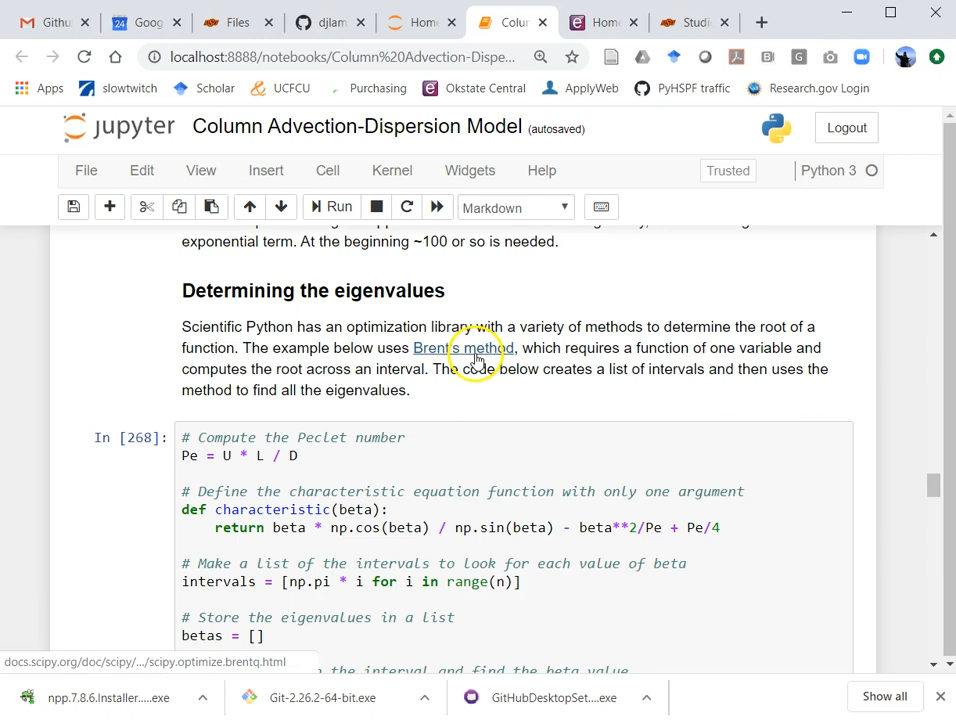 Githu
24 Goog
Files
djlam
Home
Colu
Home
Studi
localhost:8888/notebooks/Column%20Advection-Dispe...
Apps slowtwitch Scholar UCFCU Purchasing Okstate Central ApplyWeb PyHSPF traffic Research.gov Login
jupyter Column Advection-Dispersion Model (autosaved) Logout
File Edit View Insert Cell Kernel Widgets Help Trusted Python 3
Run Markdown
exponential term. At the beginning ~100 or so is needed.
Determining the eigenvalues
Scientific Python has an optimization library with a variety of methods to determine the root of a
function. The example below uses Brent's method, which requires a function of one variable and
computes the root across an interval. The code below creates a list of intervals and then uses the
method to find all the eigenvalues.
In [268]: # Compute the Peclet number
Pe = U * L / D
# Define the characteristic equation function with only one argument
def characteristic(beta):
return beta * np.cos(beta) / np.sin(beta) - beta**2/Pe + Pe/4
# Make a list of the intervals to look for each value of beta
intervals = [np.pi * i for i in range(n)]
# Store the eigenvalues in a list
betas = []
the interval and find the beta value
docs.scipy.org/doc/scipy/.../scipy.optimize.brentq.html
npp.7.8.6.Installer.....exe
Git-2.26.2-64-bit.exe
GitHubDesktopSet....exe
Show all